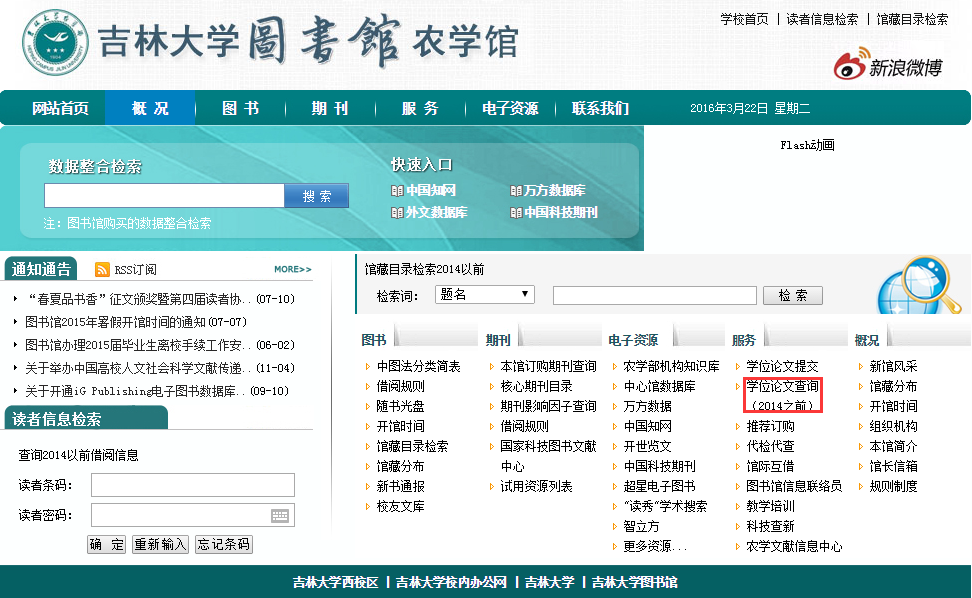 学校首页 | 读者信息检索 | 馆藏目录检索
吉林大学圖書館 农学馆
新浪微博
网站首页 概 况 图 书 期 刊 服 务 电子资源 联系我们 2016年3月22日 星期二
Flash动画
数据整合检索
搜 索
注：图书馆购买的数据整合检索
快速入口
中国知网 万方数据库
外文数据库 中国科技期刊
通知通告 RSS订阅 MORE>>
“春夏品书香”征文颁奖暨第四届读者协..(07-10)
图书馆2015年暑假开馆时间的通知(07-07)
图书馆办理2015届毕业生离校手续工作安..(06-02)
关于举办中国高校人文社会科学文献传递..(11-04)
关于开通iG Publishing电子图书数据库..(09-10)
读者信息检索
查询2014以前借阅信息
读者条码：
读者密码：
确 定 重新输入 忘记条码
馆藏目录检索2014以前
检索词： 题名 检 索
图书
中图法分类简表
借阅规则
随书光盘
开馆时间
馆藏目录检索
馆藏分布
新书通报
校友文库
期刊
本馆订购期刊查询
核心期刊目录
期刊影响因子查询
借阅规则
国家科技图书文献
中心
试用资源列表
电子资源
农学部机构知识库
中心馆数据库
万方数据
中国知网
开世览文
中国科技期刊
超星电子图书
“读秀”学术搜索
智立方
更多资源...
服务
学位论文提交
学位论文查询
（2014之前）
推荐订购
代检代查
馆际互借
图书馆信息联络员
教学培训
科技查新
农学文献信息中心
概况
新馆风采
馆藏分布
开馆时间
组织机构
本馆简介
馆长信箱
规则制度
吉林大学西校区 | 吉林大学校内办公网 | 吉林大学 | 吉林大学图书馆